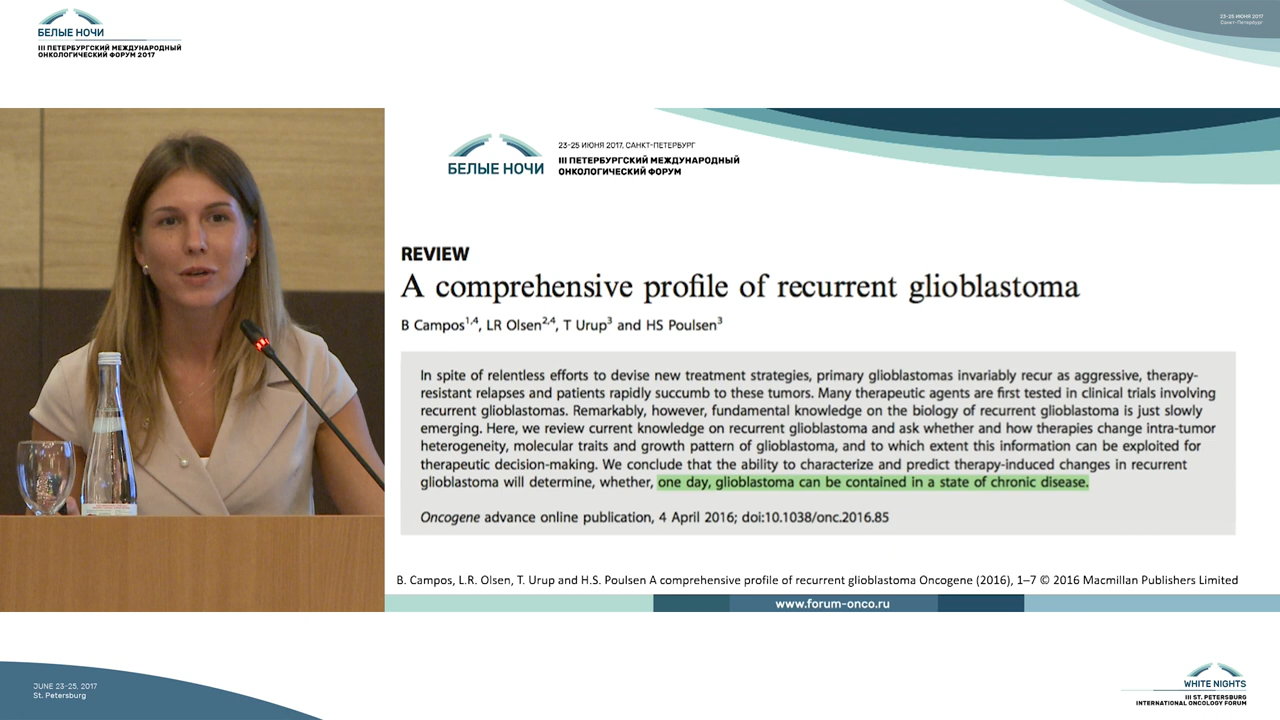 БЕЛЫЕ НОЧИ
III ПЕТЕРБУРГСКИЙ МЕЖДУНАРОДНЫЙ
ОНКОЛОГИЧЕСКИЙ ФОРУМ 2017
23-25 ИЮНЯ 2017
Санкт-Петербург
БЕЛЫЕ НОЧИ
23-25 ИЮНЯ 2017, САНКТ-ПЕТЕРБУРГ
III ПЕТЕРБУРГСКИЙ МЕЖДУНАРОДНЫЙ
ОНКОЛОГИЧЕСКИЙ ФОРУМ
REVIEW
A comprehensive profile of recurrent glioblastoma
B Campos1,4, LR Olsen2,4, T Urup3 and HS Poulsen3
In spite of relentless efforts to devise new treatment strategies, primary glioblastomas invariably recur as aggressive, therapy-
resistant relapses and patients rapidly succumb to these tumors. Many therapeutic agents are first tested in clinical trials involving
recurrent glioblastomas. Remarkably, however, fundamental knowledge on the biology of recurrent glioblastoma is just slowly
emerging. Here, we review current knowledge on recurrent glioblastoma and ask whether and how therapies change intra-tumor
heterogeneity, molecular traits and growth pattern of glioblastoma, and to which extent this information can be exploited for
therapeutic decision-making. We conclude that the ability to characterize and predict therapy-induced changes in recurrent
glioblastoma will determine, whether, one day, glioblastoma can be contained in a state of chronic disease.
Oncogene advance online publication, 4 April 2016; doi:10.1038/onc.2016.85
B. Campos, L.R. Olsen, T. Urup and H.S. Poulsen A comprehensive profile of recurrent glioblastoma Oncogene (2016), 1–7 © 2016 Macmillan Publishers Limited
www.forum-onco.ru
JUNE 23-25, 2017
St. Petersburg
WHITE NIGHTS
III ST. PETERSBURG
INTERNATIONAL ONCOLOGY FORUM